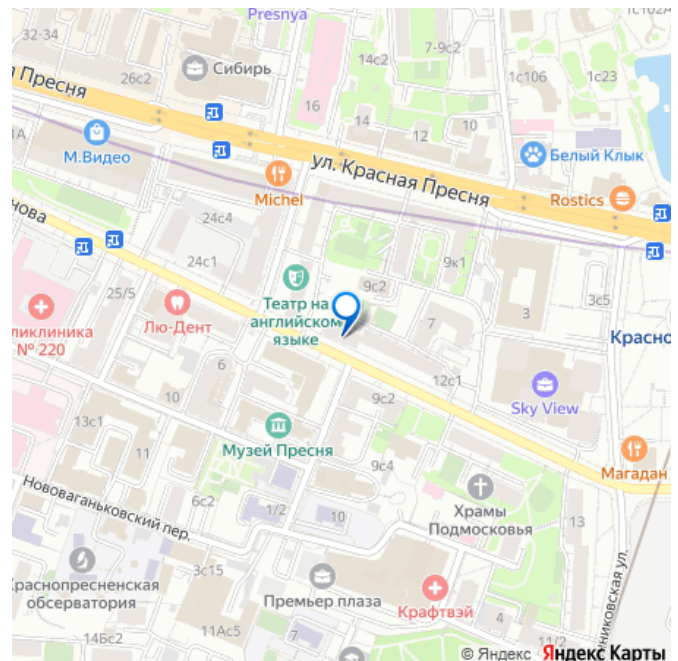 Presnya
32-34
14с2
7-9с2
1с106
1с23
26с2
Сибирь
я Пресня
16
14
12
10
1А
М.Видео
ул. Красная Пресня
Белый Клык
Michel
Rostics
нова
24с4
24с1
9к1
9с2
Театр на
английском
языке
25/5
3
3с5
7
Лю-Дент
ликлиника
№ 220
Красно
6
12с1
9с2
Sky View
13с1
11
Музей Пресня
9с4
Магадан
Нововаганьковский пер.
6с2
1/2
10
Храмы
Подмосковья
13
3с15
Краснопресненская
обсерватория
Премьер плаза
Крафтвэй
4
никовская ул.
14Бс2
11Ас5
11/2
© Яндекс Яндекс Карты